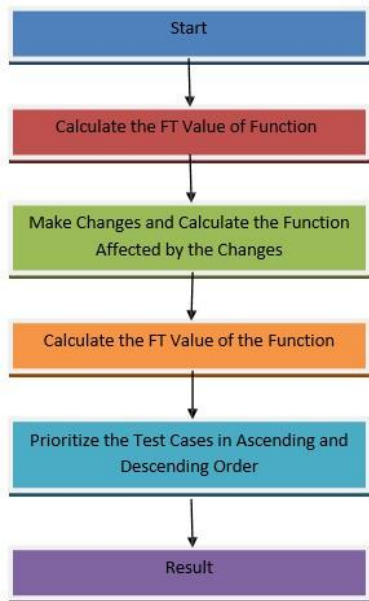 Start
Calculate the FT Value of Function
Make Changes and Calculate the Function
Affected by the Changes
Calculate the FT Value of the Function
Prioritize the Test Cases in Ascending and
Descending Order
Result